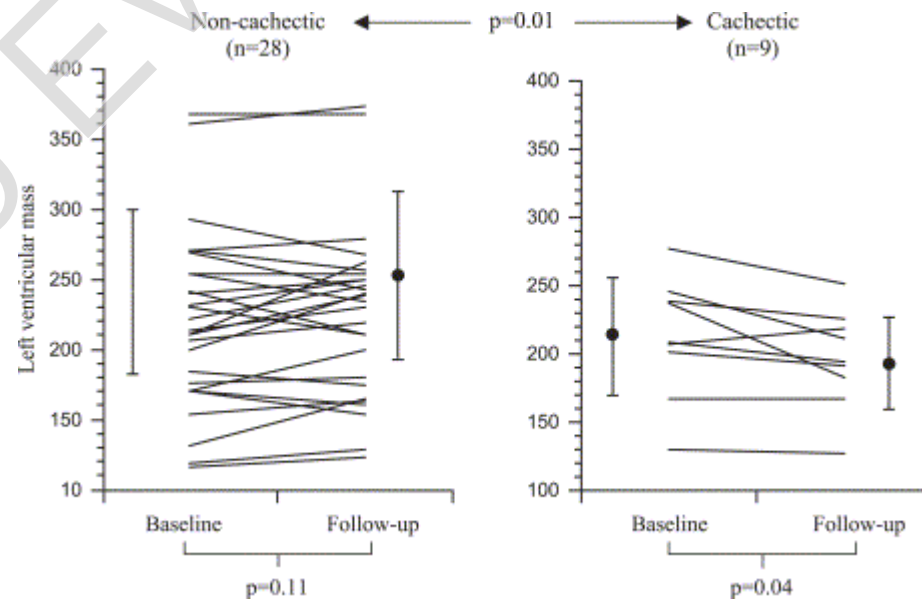 Non-cachectic
(n=28)
p=0.01
Cachectic
(n=9)
Left ventricular mass
400
350
300
250
200
150
10
Baseline
Follow-up
p=0.11
400
350
300
250
200
150
100
Baseline
Follow-up
p=0.04